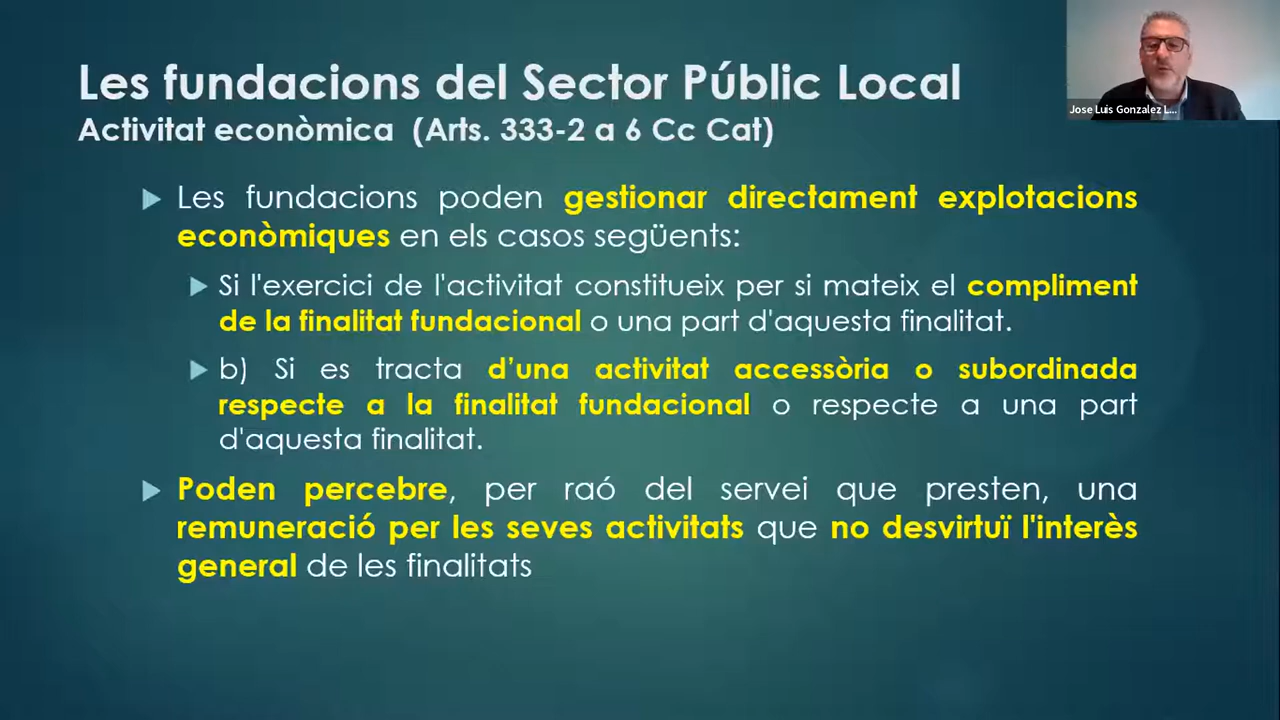 Les fundacions del Sector Públic Local
Activitat econòmica (Arts. 333-2 a 6 Cc Cat)
Jose Luis Gonzalez L...
Les fundacions poden gestionar directament explotacions
econòmiques en els casos següents:
Si l'exercici de l'activitat constitueix per si mateix el compliment
de la finalitat fundacional o una part d'aquesta finalitat.
b) Si es tracta d’una activitat accessòria o subordinada
respecte a la finalitat fundacional o respecte a una part
d'aquesta finalitat.
Poden percebre, per raó del servei que presten, una
remuneració per les seves activitats que no desvirtuï l'interès
general de les finalitats